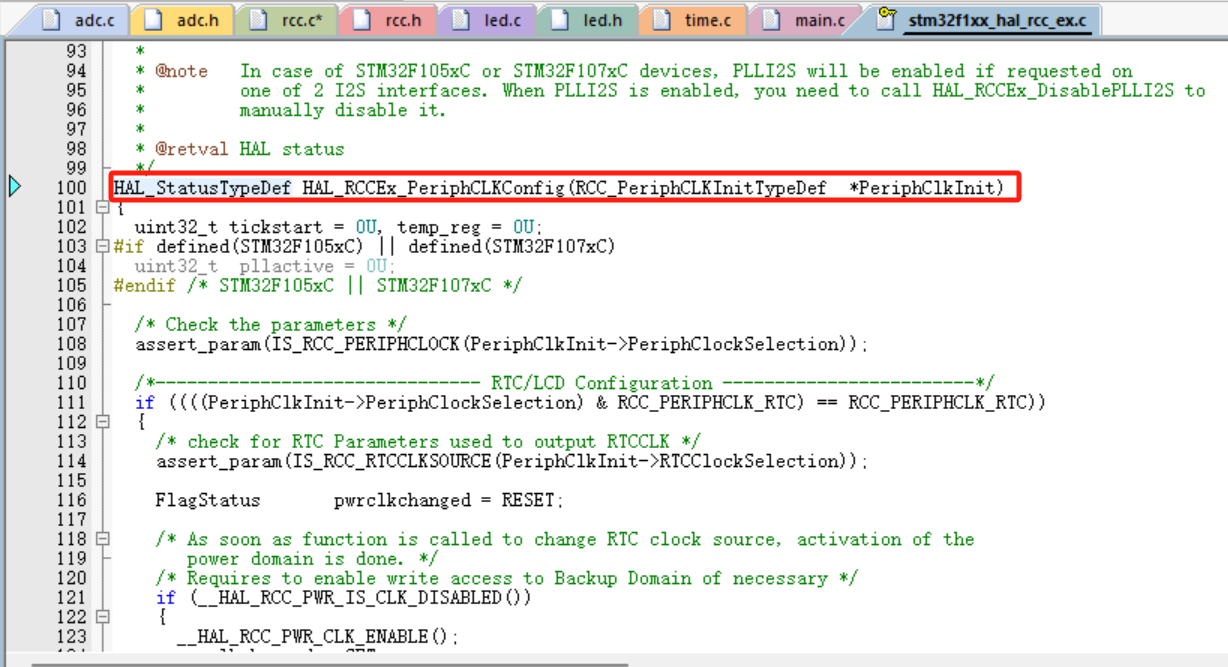 adc.c adc.h rcc.c* rcc.h led.c led.h time.c main.c stm32f1xx_hal_rcc_ex.c
93 *
94 * @note In case of STM32F105xC or STM32F107xC devices, PLLI2S will be enabled if requested on
95 * one of 2 I2S interfaces. When PLLI2S is enabled, you need to call HAL_RCCEx_DisablePLLI2S to
96 * manually disable it.
97 *
98 * @retval HAL status
99 */
100 HAL_StatusTypeDef HAL_RCCEx_PeriphCLKConfig(RCC_PeriphCLKInitTypeDef *PeriphClkInit)
101 {
102 uint32_t tickstart = 0U, temp_reg = 0U;
103 #if defined(STM32F105xC) || defined(STM32F107xC)
104 uint32_t pllactive = 0U;
105 #endif /* STM32F105xC || STM32F107xC */
106
107 /* Check the parameters */
108 assert_param(IS_RCC_PERIPHCLOCK(PeriphClkInit->PeriphClockSelection));
109
110 /*------------------------------- RTC/LCD Configuration ------------------------*/
111 if ((((PeriphClkInit->PeriphClockSelection) & RCC_PERIPHCLK_RTC) == RCC_PERIPHCLK_RTC))
112 {
113 /* check for RTC Parameters used to output RTCCLK */
114 assert_param(IS_RCC_RTCCLKSOURCE(PeriphClkInit->RTCClockSelection));
115
116 FlagStatus pwrclkchanged = RESET;
117
118 /* As soon as function is called to change RTC clock source, activation of the
119 power domain is done. */
120 /* Requires to enable write access to Backup Domain of necessary */
121 if (__HAL_RCC_PWR_IS_CLK_DISABLED())
122 {
123 __HAL_RCC_PWR_CLK_ENABLE();